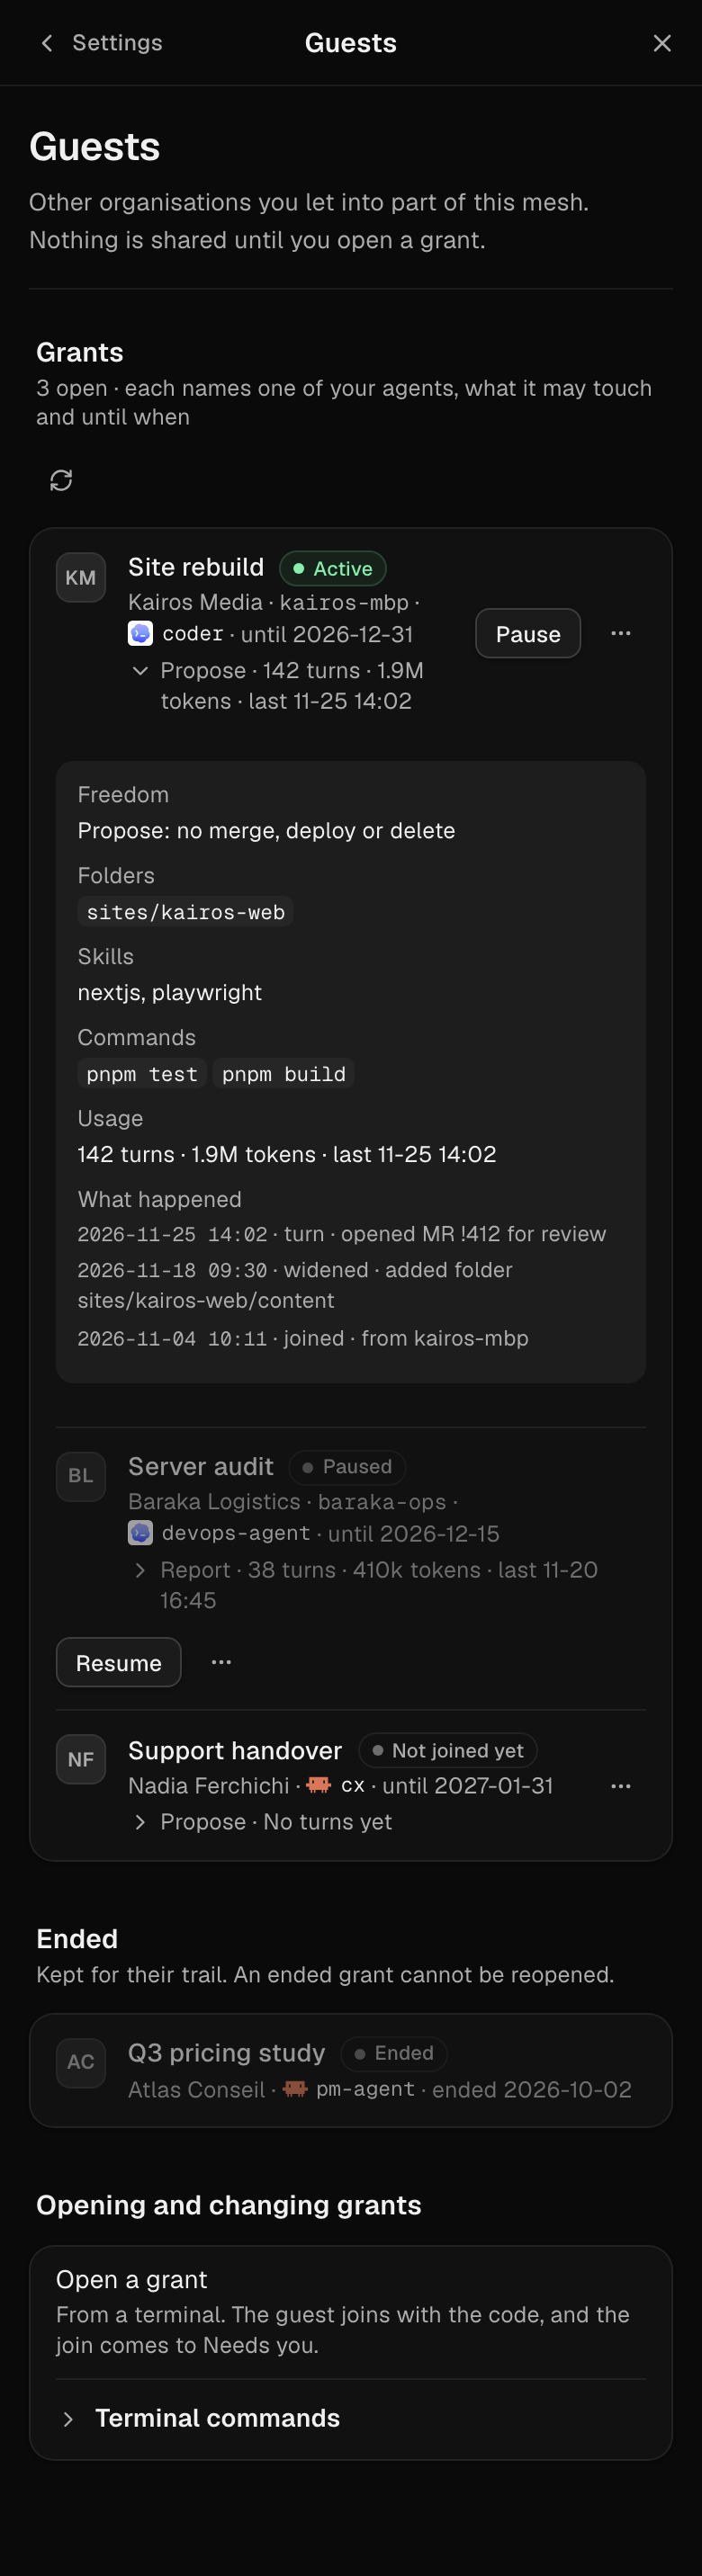 Settings
Guests
Guests
Other organisations you let into part of this mesh.
Nothing is shared until you open a grant.
Grants
3 open · each names one of your agents, what it may touch
and until when
KM
Site rebuild
Active
Kairos Media · kairos-mbp ·
coder · until 2026-12-31
Propose · 142 turns · 1.9M
tokens · last 11-25 14:02
Pause
Freedom
Propose: no merge, deploy or delete
Folders
sites/kairos-web
Skills
nextjs, playwright
Commands
pnpm test pnpm build
Usage
142 turns · 1.9M tokens · last 11-25 14:02
What happened
2026-11-25 14:02 · turn · opened MR !412 for review
2026-11-18 09:30 · widened · added folder
sites/kairos-web/content
2026-11-04 10:11 · joined · from kairos-mbp
BL
Server audit
Paused
Baraka Logistics · baraka-ops ·
devops-agent · until 2026-12-15
Report · 38 turns · 410k tokens · last 11-20
16:45
Resume
NF
Support handover
Not joined yet
Nadia Ferchichi · cx · until 2027-01-31
Propose · No turns yet
Ended
Kept for their trail. An ended grant cannot be reopened.
AC
Q3 pricing study
Ended
Atlas Conseil · pm-agent · ended 2026-10-02
Opening and changing grants
Open a grant
From a terminal. The guest joins with the code, and the
join comes to Needs you.
Terminal commands